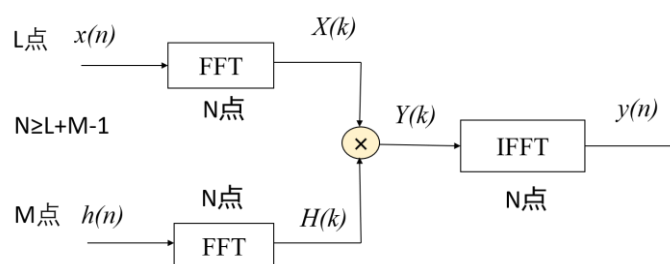 L点 x(n)
FFT
N点
X(k)
N≥L+M-1
×
Y(k)
IFFT
N点
y(n)
M点 h(n)
N点
FFT
H(k)